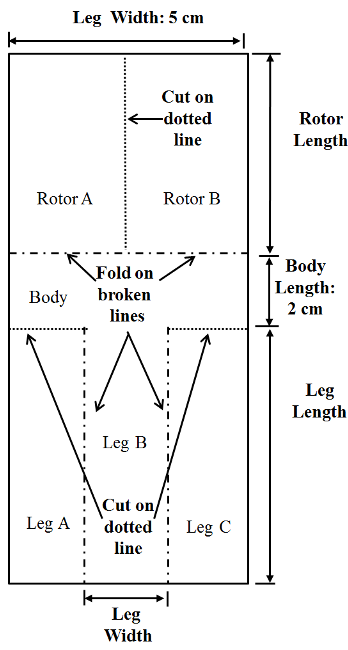 Leg Width: 5 cm
Cut on
dotted
line
Rotor
Length
Rotor A
Rotor B
Fold on
broken
lines
Body
Body
Length:
2 cm
Leg
Length
Leg B
Leg A
Cut on
dotted
line
Leg C
Leg
Width